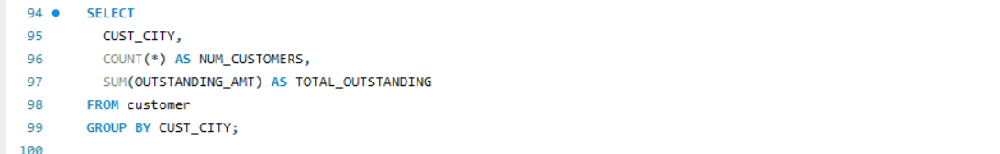 94 SELECT
95 CUST_CITY,
96 COUNT(*) AS NUM_CUSTOMERS,
97 SUM(OUTSTANDING_AMT) AS TOTAL_OUTSTANDING
98 FROM customer
99 GROUP BY CUST_CITY;
100